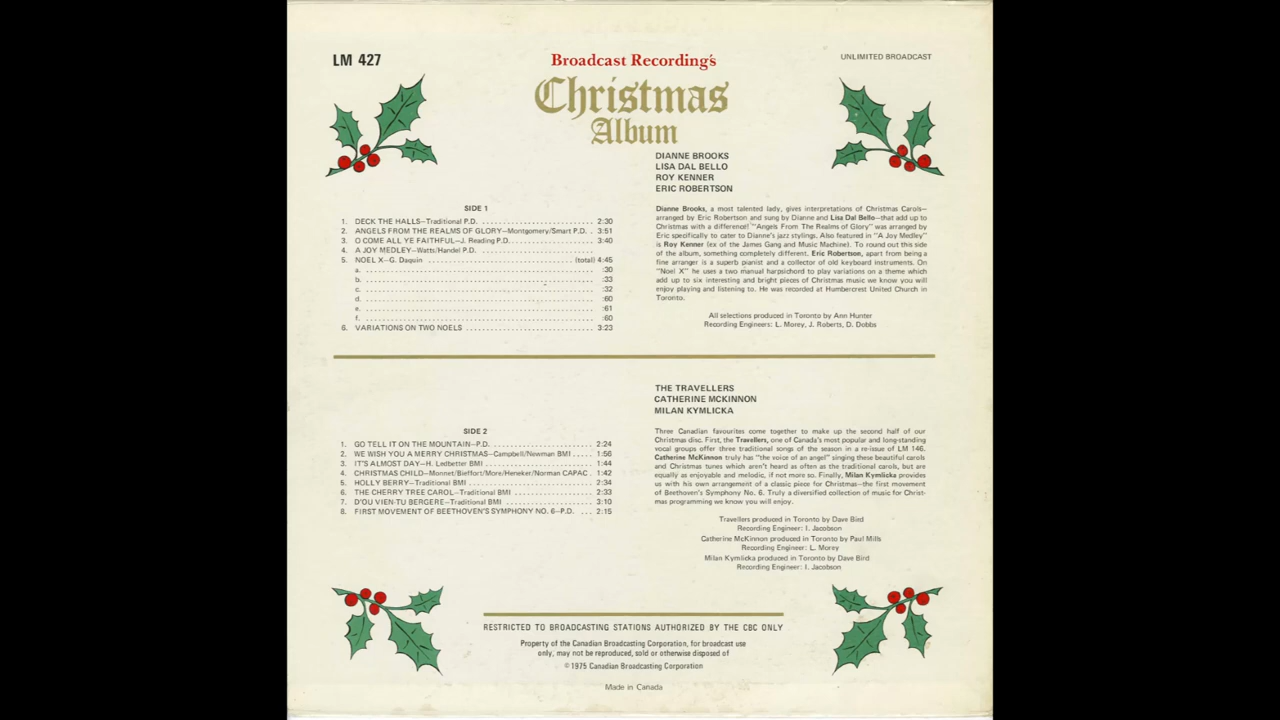 LM 427
Broadcast Recording's
UNLIMITED BROADCAST
Christmas
Album
DIANNE BROOKS
LISA DAL BELLO
ROY KENNER
ERIC ROBERTSON
SIDE 1
1. DECK THE HALLS—Traditional P.D. 2:30
2. ANGELS FROM THE REALMS OF GLORY—Montgomery/Smart P.D. 3:51
3. O COME ALL YE FAITHFUL—J. Reading P.D. 3:40
4. A JOY MEDLEY—Watts/Handel P.D.
5. NOEL X—G. Daquin (total) 4:45
a. :30
b. :33
c. :32
d. :60
e. :61
f. :60
6. VARIATIONS ON TWO NOELS 3:23
Dianne Brooks, a most talented lady, gives interpretations of Christmas Carols—
arranged by Eric Robertson and sung by Dianne and Lisa Dal Bello—that add up to
Christmas with a difference! "Angels From The Realms of Glory" was arranged by
Eric specifically to cater to Dianne's jazz stylings. Also featured in "A Joy Medley"
is Roy Kenner (ex of the James Gang and Music Machine). To round out this side
of the album, something completely different. Eric Robertson, apart from being a
fine arranger is a superb pianist and a collector of old keyboard instruments. On
"Noel X" he uses a two manual harpsichord to play variations on a theme which
add up to six interesting and bright pieces of Christmas music we know you will
enjoy playing and listening to. He was recorded at Humbercrest United Church in
Toronto.
All selections produced in Toronto by Ann Hunter
Recording Engineers: L. Morey, J. Roberts, D. Dobbs
THE TRAVELLERS
CATHERINE MCKINNON
MILAN KYMLICKA
SIDE 2
1. GO TELL IT ON THE MOUNTAIN—P.D. 2:24
2. WE WISH YOU A MERRY CHRISTMAS—Campbell/Newman BMI 1:56
3. IT'S ALMOST DAY—H. Ledbetter BMI 1:44
4. CHRISTMAS CHILD—Monnet/Bieffort/More/Heneker/Norman CAPAC 1:42
5. HOLLY BERRY—Traditional BMI 2:34
6. THE CHERRY TREE CAROL—Traditional BMI 2:33
7. D'OU VIEN-TU BERGERE—Traditional BMI 3:10
8. FIRST MOVEMENT OF BEETHOVEN'S SYMPHONY NO. 6—P.D. 2:15
Three Canadian favourites come together to make up the second half of our
Christmas disc. First, the Travellers, one of Canada's most popular and long-standing
vocal groups offer three traditional songs of the season in a re-issue of LM 146.
Catherine McKinnon truly has "the voice of an angel" singing these beautiful carols
and Christmas tunes which aren't heard as often as the traditional carols, but are
equally as enjoyable and melodic, if not more so. Finally, Milan Kymlicka provides
us with his own arrangement of a classic piece for Christmas—the first movement
of Beethoven's Symphony No. 6. Truly a diversified collection of music for Christ-
mas programming we know you will enjoy.
Travellers produced in Toronto by Dave Bird
Recording Engineer: I. Jacobson
Catherine McKinnon produced in Toronto by Paul Mills
Recording Engineer: L. Morey
Milan Kymlicka produced in Toronto by Dave Bird
Recording Engineer: I. Jacobson
RESTRICTED TO BROADCASTING STATIONS AUTHORIZED BY THE CBC ONLY
Property of the Canadian Broadcasting Corporation, for broadcast use
only, may not be reproduced, sold or otherwise disposed of
© 1975 Canadian Broadcasting Corporation
Made in Canada